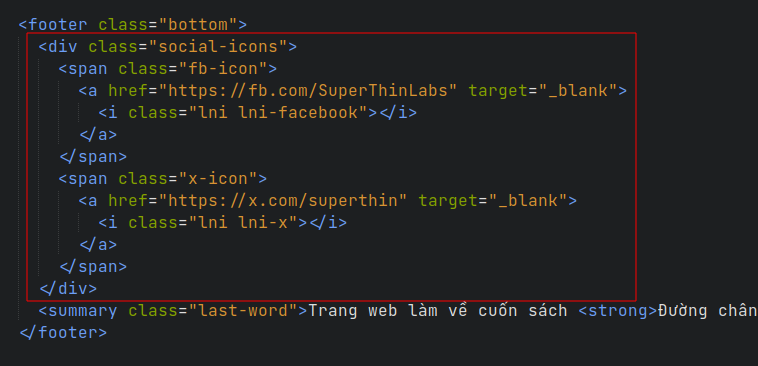 <footer class="bottom">
<div class="social-icons">
<span class="fb-icon">
<a href="https://fb.com/SuperThinLabs" target="_blank">
<i class="lni lni-facebook"></i>
</a>
</span>
<span class="x-icon">
<a href="https://x.com/superthin" target="_blank">
<i class="lni lni-x"></i>
</a>
</span>
</div>
<summary class="last-word">Trang web làm về cuốn sách <strong>Đường chân
</footer>